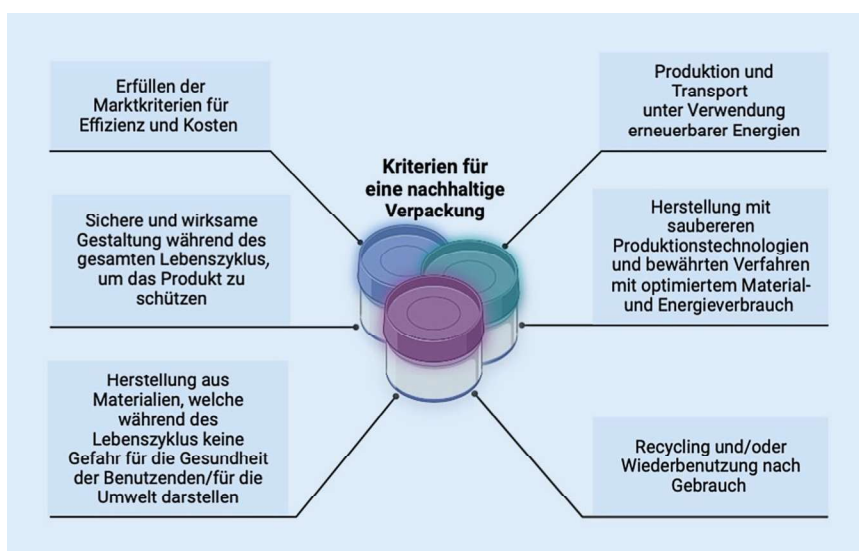 Erfüllen der
Marktkriterien für
Effizienz und Kosten
Sichere und wirksame
Gestaltung während des
gesamten Lebenszyklus,
um das Produkt zu
schützen
Herstellung aus
Materialien, welche
während des
Lebenszyklus keine
Gefahr für die Gesundheit
der Benutzenden/für die
Umwelt darstellen
Kriterien für
eine nachhaltige
Verpackung
Produktion und
Transport
unter Verwendung
erneuerbarer Energien
Herstellung mit
saubereren
Produktionstechnologien
und bewährten Verfahren
mit optimiertem Material-
und Energieverbrauch
Recycling und/oder
Wiederbenutzung nach
Gebrauch